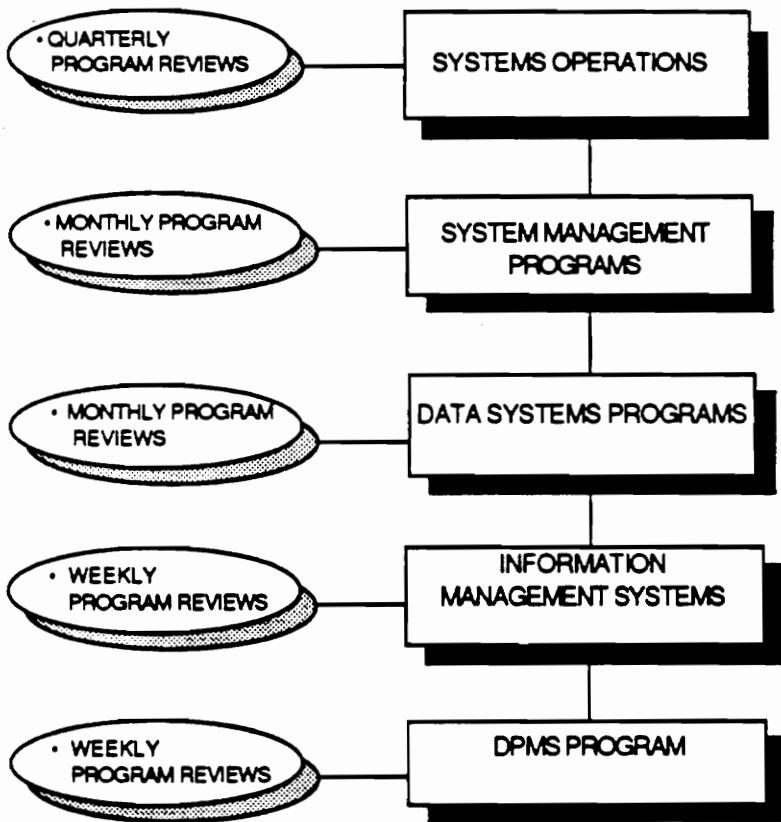 • QUARTERLY
PROGRAM REVIEWS
SYSTEMS OPERATIONS
• MONTHLY PROGRAM
REVIEWS
SYSTEM MANAGEMENT
PROGRAMS
• MONTHLY PROGRAM
REVIEWS
DATA SYSTEMS PROGRAMS
• WEEKLY
PROGRAM REVIEWS
INFORMATION
MANAGEMENT SYSTEMS
• WEEKLY
PROGRAM REVIEWS
DPMS PROGRAM